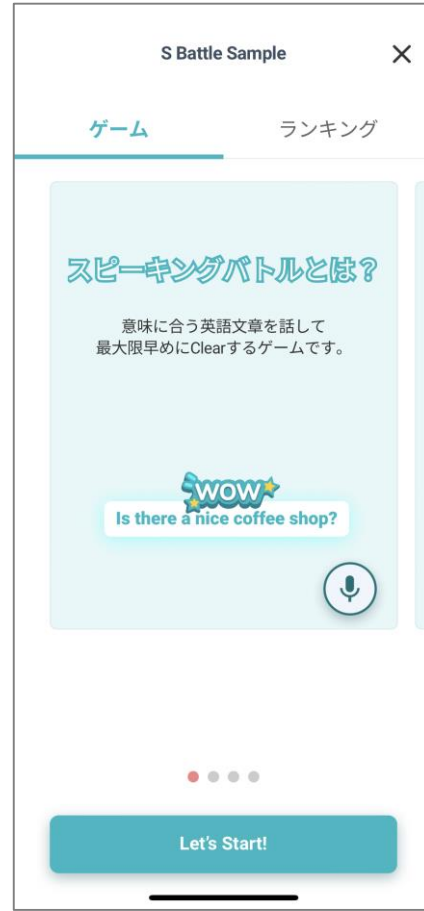 S Battle Sample
ゲーム
ランキング
スピーキングバトルとは？
意味に合う英語文章を話して
最大限早めにClearするゲームです。
WOW
Is there a nice coffee shop?
Let's Start!